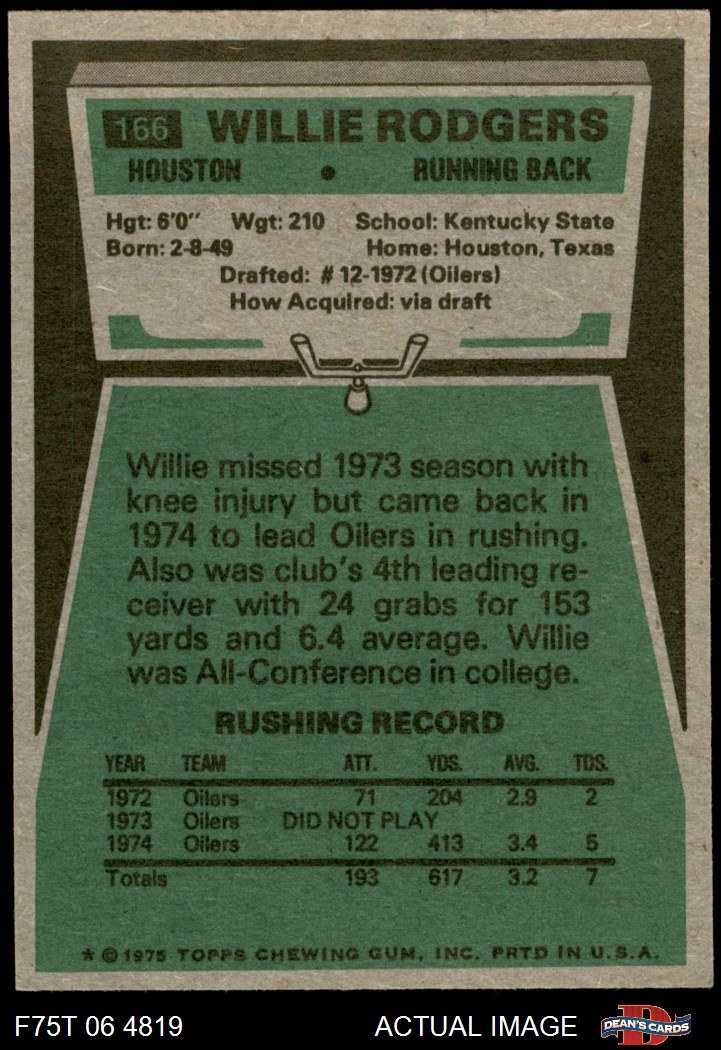 166 WILLIE RODGERS
HOUSTON • RUNNING BACK
Hgt: 6'0" Wgt: 210 School: Kentucky State
Born: 2-8-49 Home: Houston, Texas
Drafted: # 12-1972 (Oilers)
How Acquired: via draft
Willie missed 1973 season with
knee injury but came back in
1974 to lead Oilers in rushing.
Also was club's 4th leading re-
ceiver with 24 grabs for 153
yards and 6.4 average. Willie
was All-Conference in college.
RUSHING RECORD
YEAR TEAM ATT. YDS. AVG. TDS.
1972 Oilers 71 204 2.9 2
1973 Oilers DID NOT PLAY
1974 Oilers 122 413 3.4 5
Totals 193 617 3.2 7
* © 1975 TOPPS CHEWING GUM, INC. PRTD IN U.S.A.
F75T 06 4819 ACTUAL IMAGE D DEAN'S CARDS